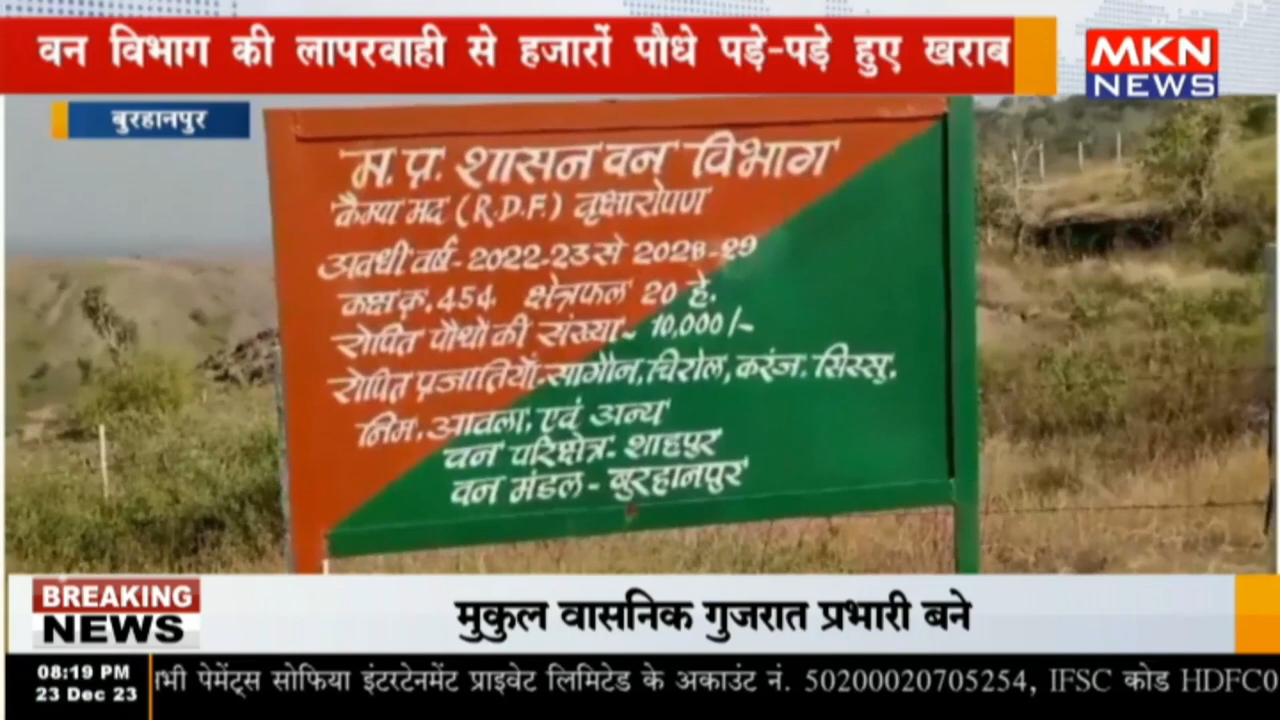 वन विभाग की लापरवाही से हजारों पौधे पड़े-पड़े हुए खराब
MKN
NEWS
बुरहानपुर
म.प्र. शासन वन विभाग
कैम्पा मद (R.D.F.) वृक्षारोपण
अवधी वर्ष- 2022-23 से 2028-29
कक्ष क्र. 454. क्षेत्रफल 20 हे.
रोपित पौधों की संख्या- 10,000/-
रोपित प्रजातियाँ-सागौन, चिरोल, करंज, सिरसु,
निम, आवला, एवं अन्य
वन परिक्षेत्र- शाहपुर
वन मंडल - बुरहानपुर
BREAKING
NEWS
मुकुल वासनिक गुजरात प्रभारी बने
08:19 PM
23 Dec 23
भी पेमेंट्स सोफिया इंटरटेनमेंट प्राइवेट लिमिटेड के अकाउंट नं. 50200020705254, IFSC कोड HDFC0